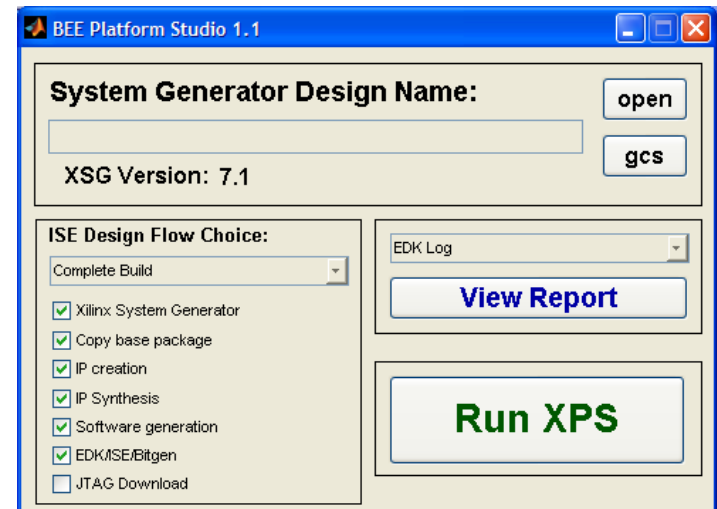 BEE Platform Studio 1.1
System Generator Design Name:
open
gcs
XSG Version: 7.1
ISE Design Flow Choice:
Complete Build
Xilinx System Generator
Copy base package
IP creation
IP Synthesis
Software generation
EDK/ISE/Bitgen
JTAG Download
EDK Log
View Report
Run XPS